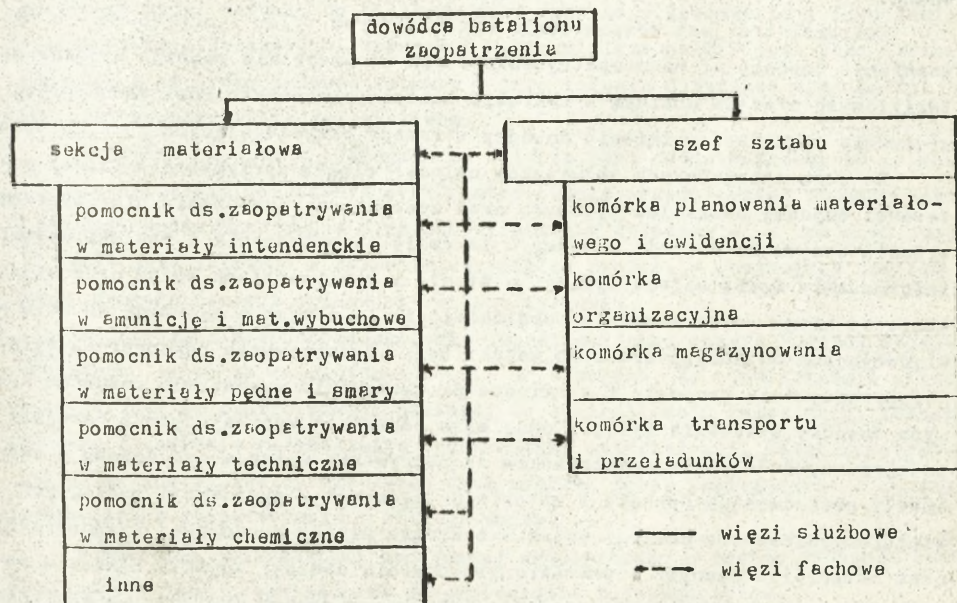 dowódca batalionu
zaopatrzenia
sekcja materiałowa
pomocnik ds.zaopatrywania
w materiały intendenckie
pomocnik ds.zaopatrywania
w amunicję i mat.wybuchowe
pomocnik ds.zaopatrywania
w materiały pędne i smary
pomocnik ds.zaopatrywania
w materiały techniczne
pomocnik ds.zaopatrywania
w materiały chemiczne
inne
szef sztabu
komórka planowania materiało-
wego i ewidencji
komórka
organizacyjna
komórka magazynowania
komórka transportu
i przeładunków
więzi służbowe
więzi fachowe